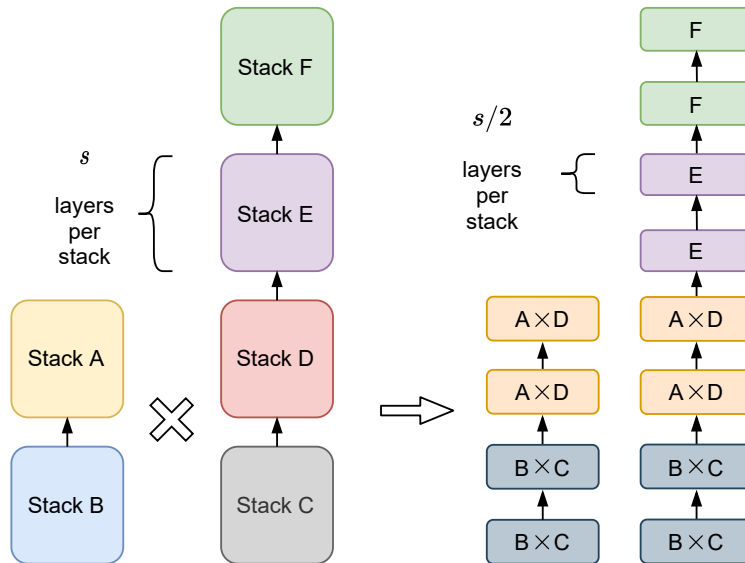 Stack F
s
layers
per
stack
Stack E
Stack A
Stack D
Stack B
Stack C
s/2
layers
per
stack
F
F
E
E
A×D
A×D
A×D
A×D
B×C
B×C
B×C
B×C